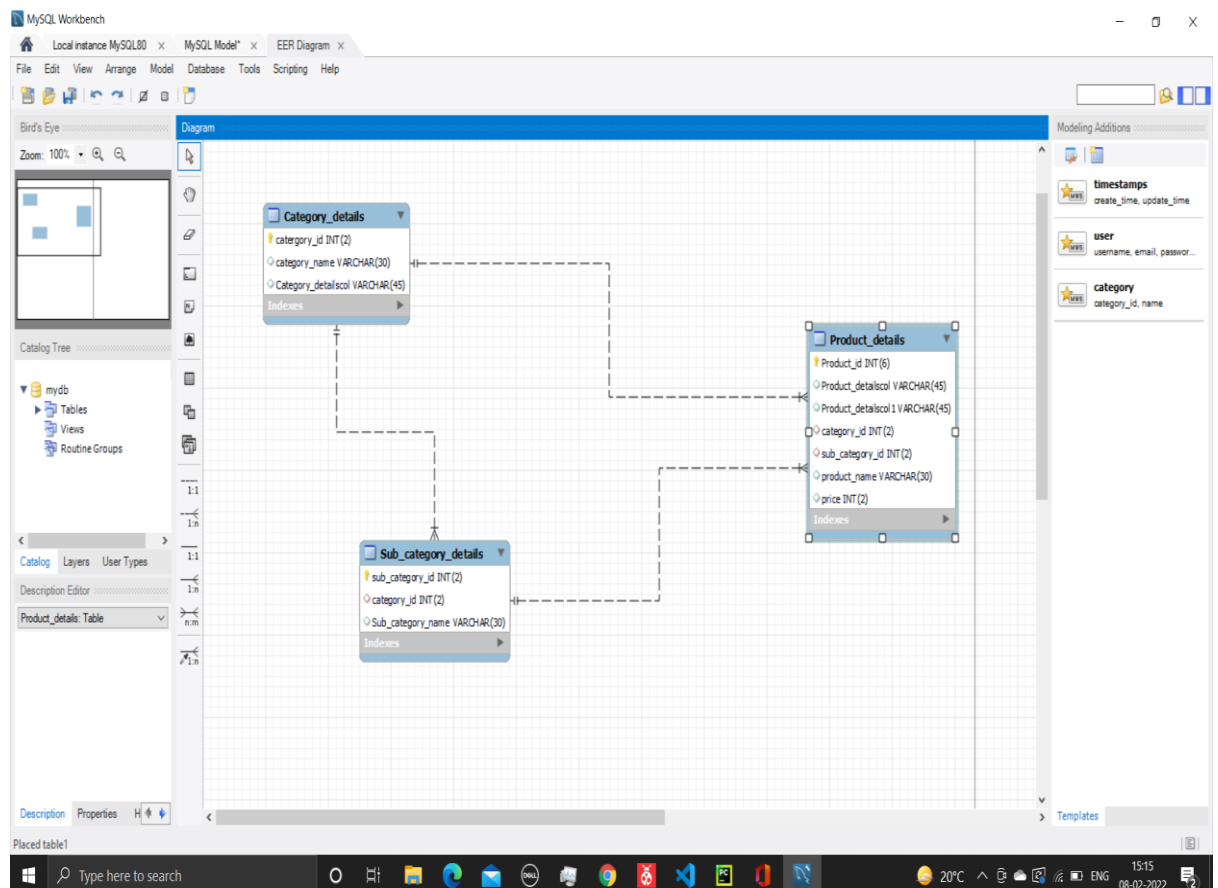 MySQL Workbench
Local instance MySQL80 x MySQL Model* x EER Diagram x
File Edit View Arrange Model Database Tools Scripting Help
Bird's Eye
Zoom: 100%
Diagram
Modeling Additions
timestamps
create_time, update_time
user
username, email, passwor...
category
category_id, name
Category_details
catergory_id INT(2)
category_name VARCHAR(30)
Category_detailscol VARCHAR(45)
Indexes
Product_details
Product_id INT(6)
Product_detailscol VARCHAR(45)
Product_detailscol1 VARCHAR(45)
category_id INT(2)
sub_category_id INT(2)
product_name VARCHAR(30)
price INT(2)
Indexes
Sub_category_details
sub_category_id INT(2)
category_id INT(2)
Sub_category_name VARCHAR(30)
Indexes
Catalog Tree
mydb
Tables
Views
Routine Groups
1:1
1:n
1:1
1:n
n:m
1:n
Catalog Layers User Types
Description Editor
Product_details: Table
Description Properties H
Templates
Placed table1
Type here to search
DELL
PC
20°C
ENG
15:15
08-02-2022